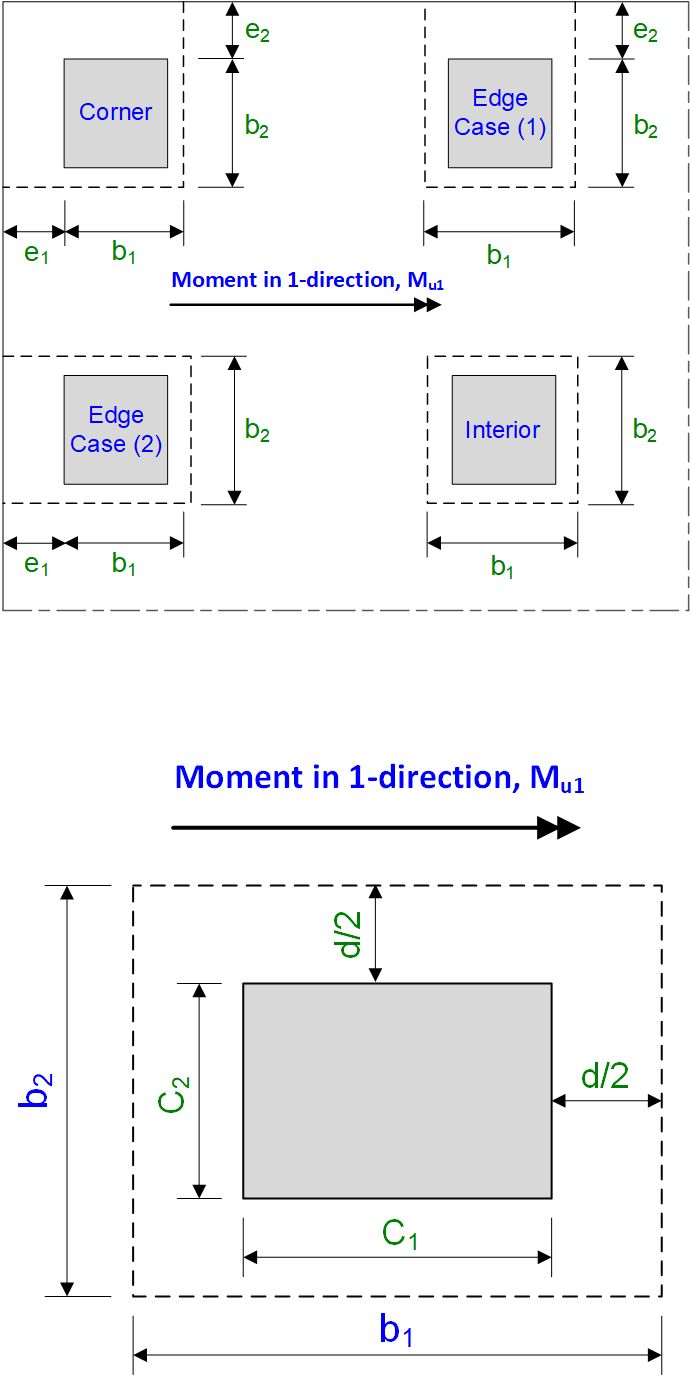 e₂
e₂
Corner
b₂
Edge
Case (1)
b₂
e₁
b₁
b₁
Moment in 1-direction, Mᵤ₁
Edge
Case (2)
b₂
Interior
b₂
e₁
b₁
b₁
Moment in 1-direction, Mᵤ₁
d/2
b₂
C₂
d/2
C₁
b₁